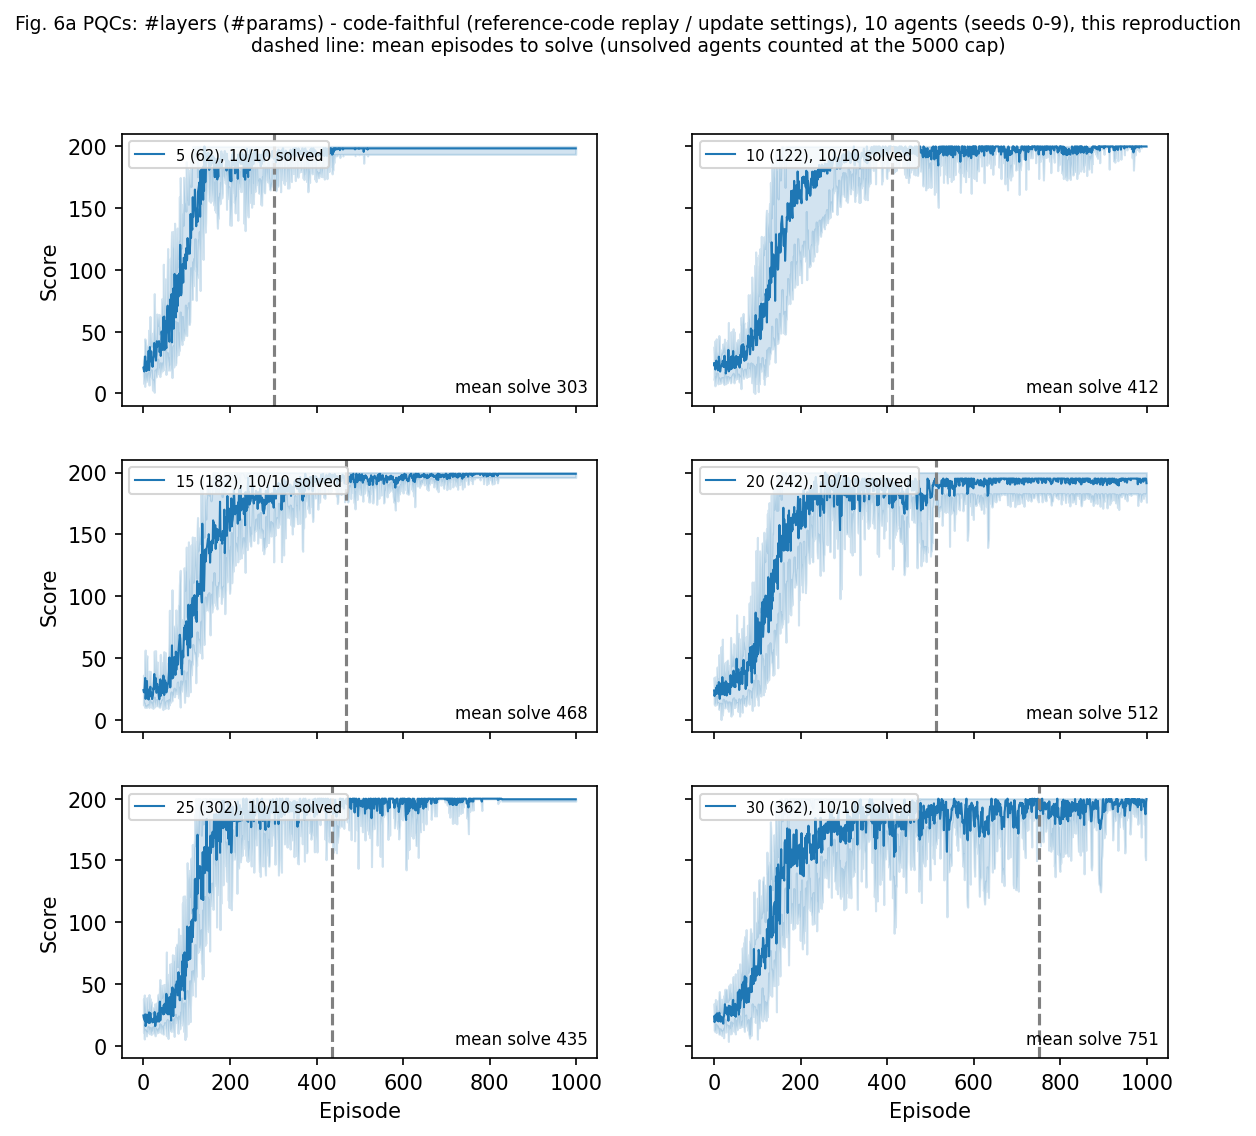 Fig. 6a PQCs: #layers (#params) - code-faithful (reference-code replay / update settings), 10 agents (seeds 0-9), this reproduction
dashed line: mean episodes to solve (unsolved agents counted at the 5000 cap)
200
150
100
50
0
Score
5 (62), 10/10 solved
mean solve 303
10 (122), 10/10 solved
mean solve 412
200
150
100
50
0
Score
15 (182), 10/10 solved
mean solve 468
20 (242), 10/10 solved
mean solve 512
200
150
100
50
0
Score
25 (302), 10/10 solved
mean solve 435
0 200 400 600 800 1000
Episode
30 (362), 10/10 solved
mean solve 751
0 200 400 600 800 1000
Episode